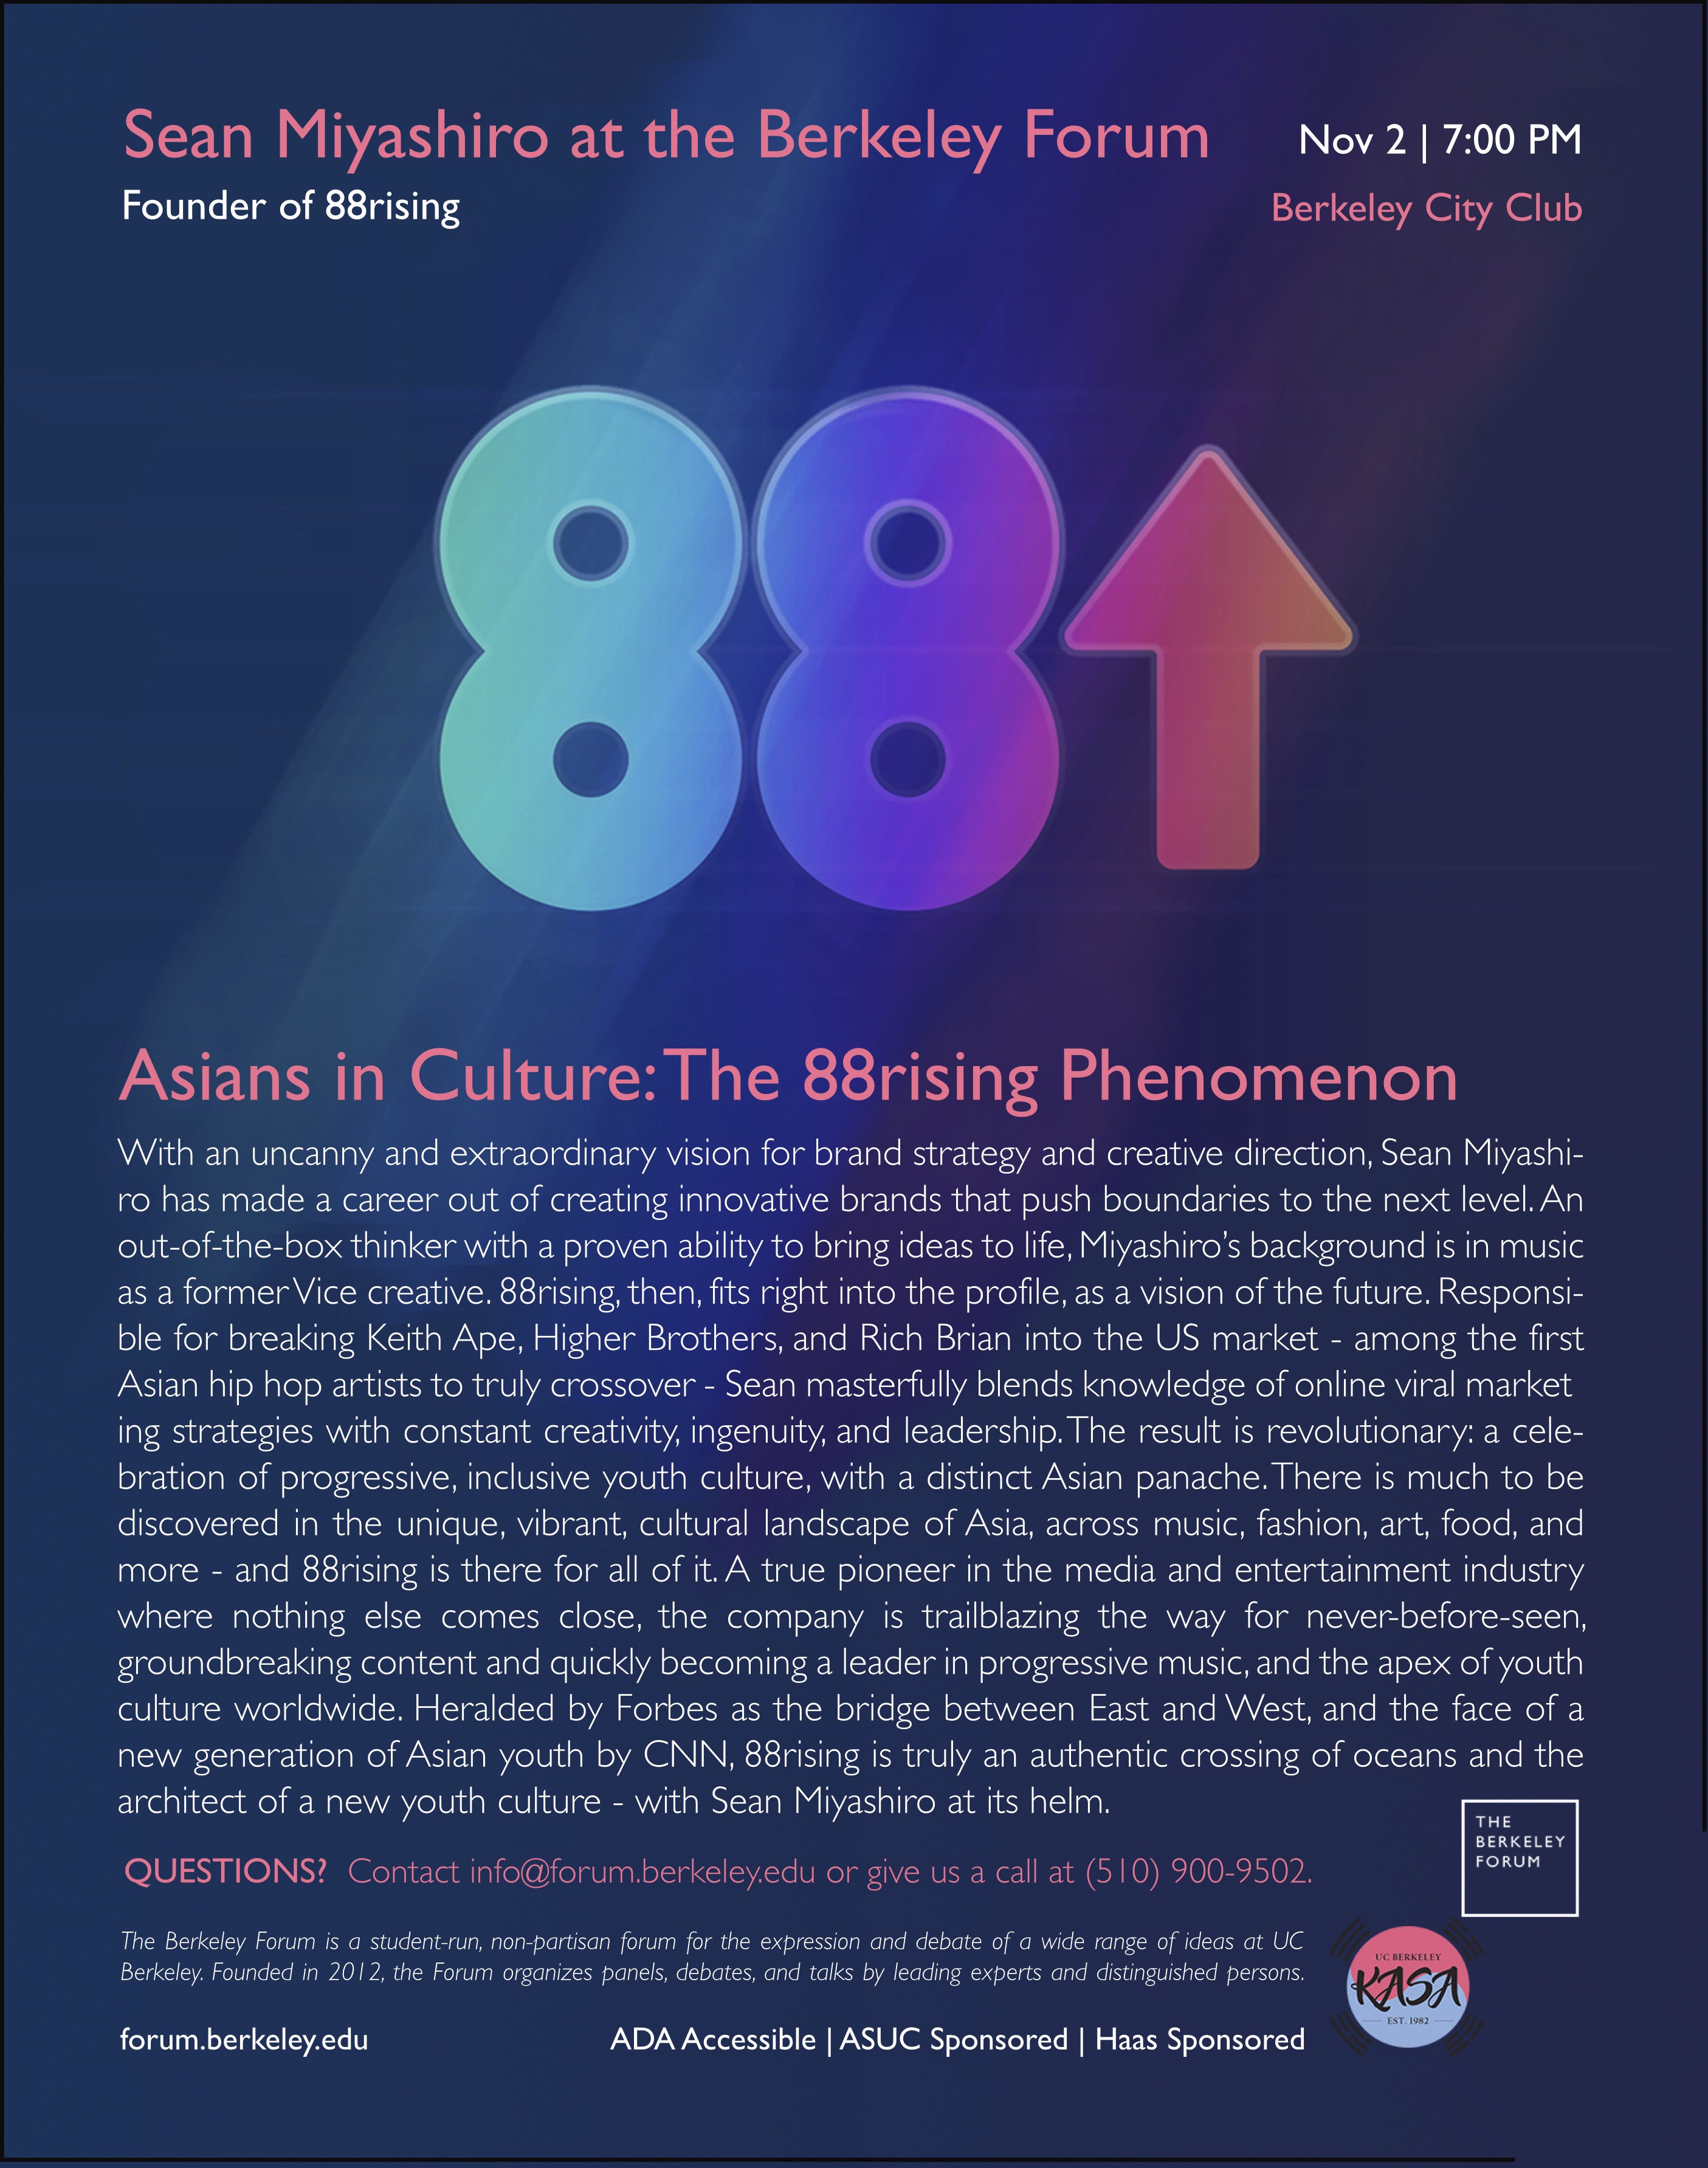 Sean Miyashiro at the Berkeley Forum
Nov 2 | 7:00 PM
Founder of 88rising
Berkeley City Club
88↑
Asians in Culture: The 88rising Phenomenon
With an uncanny and extraordinary vision for brand strategy and creative direction, Sean Miyashi-
ro has made a career out of creating innovative brands that push boundaries to the next level. An
out-of-the-box thinker with a proven ability to bring ideas to life, Miyashiro’s background is in music
as a former Vice creative. 88rising, then, fits right into the profile, as a vision of the future. Responsi-
ble for breaking Keith Ape, Higher Brothers, and Rich Brian into the US market - among the first
Asian hip hop artists to truly crossover - Sean masterfully blends knowledge of online viral market
ing strategies with constant creativity, ingenuity, and leadership. The result is revolutionary: a cele-
bration of progressive, inclusive youth culture, with a distinct Asian panache. There is much to be
discovered in the unique, vibrant, cultural landscape of Asia, across music, fashion, art, food, and
more - and 88rising is there for all of it. A true pioneer in the media and entertainment industry
where nothing else comes close, the company is trailblazing the way for never-before-seen,
groundbreaking content and quickly becoming a leader in progressive music, and the apex of youth
culture worldwide. Heralded by Forbes as the bridge between East and West, and the face of a
new generation of Asian youth by CNN, 88rising is truly an authentic crossing of oceans and the
architect of a new youth culture - with Sean Miyashiro at its helm.
THE
BERKELEY
FORUM
QUESTIONS? Contact info@forum.berkeley.edu or give us a call at (510) 900-9502.
The Berkeley Forum is a student-run, non-partisan forum for the expression and debate of a wide range of ideas at UC
Berkeley. Founded in 2012, the Forum organizes panels, debates, and talks by leading experts and distinguished persons.
UC BERKELEY
KASA
EST. 1982
forum.berkeley.edu
ADA Accessible | ASUC Sponsored | Haas Sponsored